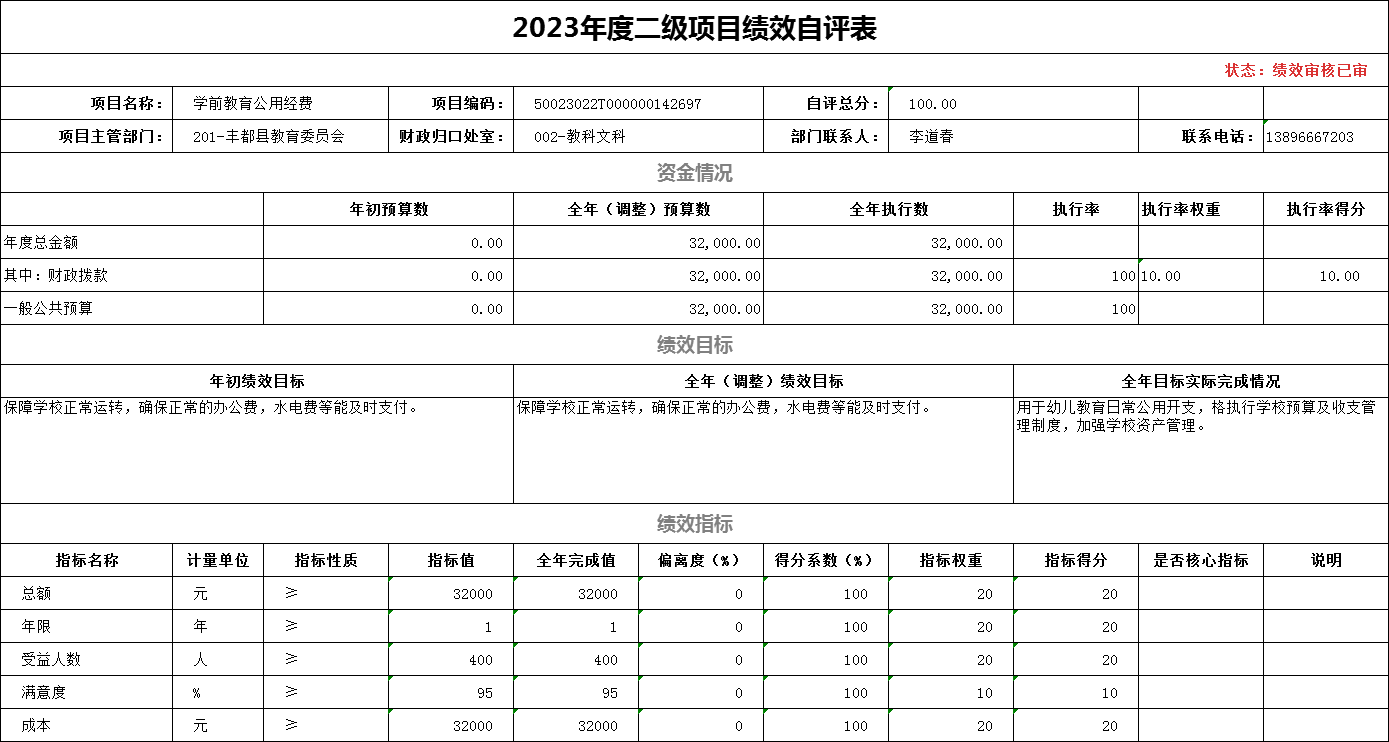 2023年度二级项目绩效自评表
状态：绩效审核已审
项目名称： 学前教育公用经费 项目编码： 50023022T000000142697 自评总分： 100.00
项目主管部门： 201-丰都县教育委员会 财政归口处室： 002-教科文科 部门联系人： 李道春 联系电话： 13896667203
资金情况
年初预算数 全年（调整）预算数 全年执行数 执行率 执行率权重 执行率得分
年度总金额 0.00 32,000.00 32,000.00
其中：财政拨款 0.00 32,000.00 32,000.00 100 10.00 10.00
一般公共预算 0.00 32,000.00 32,000.00 100
绩效目标
年初绩效目标 全年（调整）绩效目标 全年目标实际完成情况
保障学校正常运转，确保正常的办公费，水电费等能及时支付。 保障学校正常运转，确保正常的办公费，水电费等能及时支付。 用于幼儿教育日常公用开支，格执行学校预算及收支管
理制度，加强学校资产管理。
绩效指标
指标名称 计量单位 指标性质 指标值 全年完成值 偏离度（%） 得分系数（%） 指标权重 指标得分 是否核心指标 说明
总额 元 ≥ 32000 32000 0 100 20 20
年限 年 ≥ 1 1 0 100 20 20
受益人数 人 ≥ 400 400 0 100 20 20
满意度 % ≥ 95 95 0 100 10 10
成本 元 ≥ 32000 32000 0 100 20 20